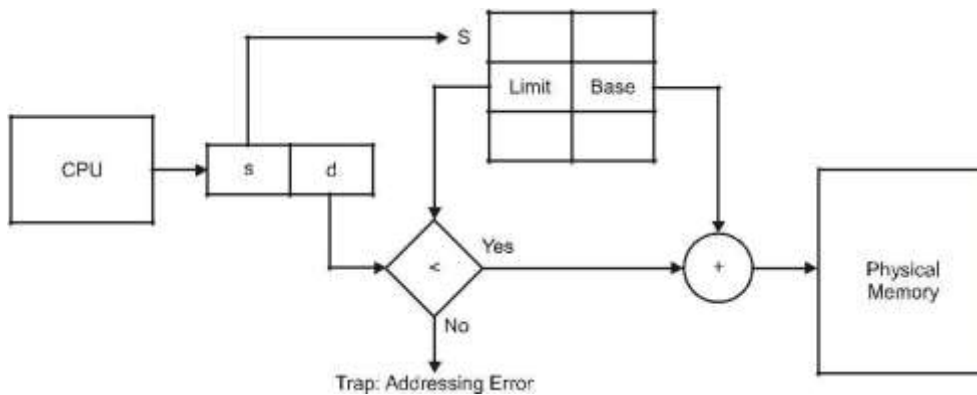 S
Limit
Base
CPU
s
d
<
Yes
+
Physical
Memory
No
Trap: Addressing Error